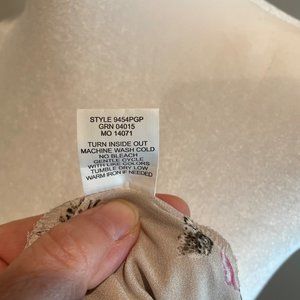 STYLE 9454PGP
GRN 04015
MO 14071
TURN INSIDE OUT
MACHINE WASH COLD
NO BLEACH
GENTLE CYCLE
WITH LIKE COLORS
TUMBLE DRY LOW
WARM IRON IF NEEDED